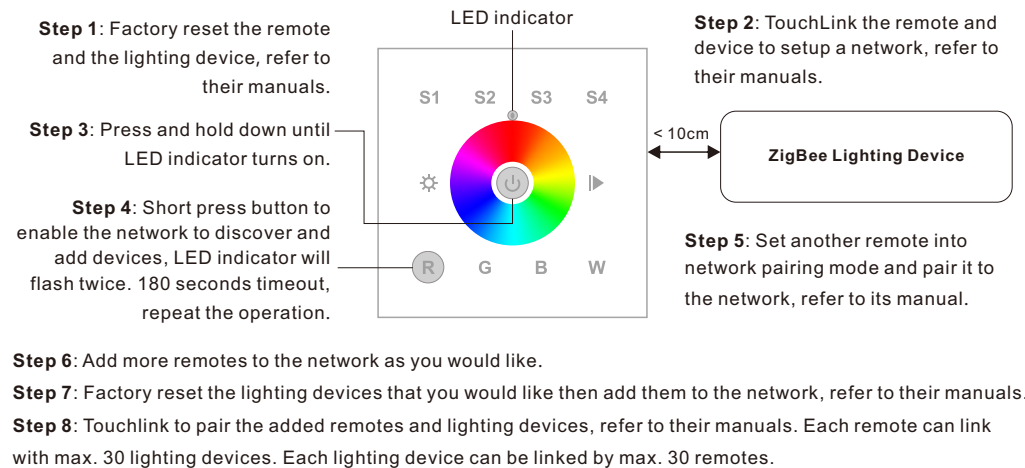 Step 1: Factory reset the remote
and the lighting device, refer to
their manuals.
LED indicator
Step 2: TouchLink the remote and
device to setup a network, refer to
their manuals.
S1 S2 S3 S4
Step 3: Press and hold down until
LED indicator turns on.
< 10cm
ZigBee Lighting Device
Step 4: Short press button to
enable the network to discover and
add devices, LED indicator will
flash twice. 180 seconds timeout,
repeat the operation.
R G B W
Step 5: Set another remote into
network pairing mode and pair it to
the network, refer to its manual.
Step 6: Add more remotes to the network as you would like.
Step 7: Factory reset the lighting devices that you would like then add them to the network, refer to their manuals.
Step 8: Touchlink to pair the added remotes and lighting devices, refer to their manuals. Each remote can link
with max. 30 lighting devices. Each lighting device can be linked by max. 30 remotes.